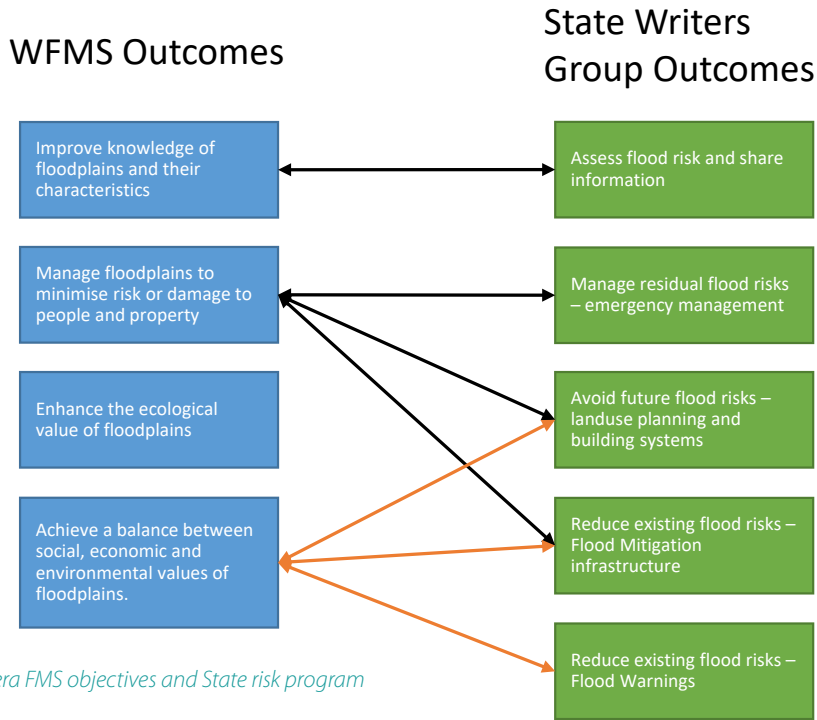 WFMS Outcomes
State Writers
Group Outcomes
Improve knowledge of
floodplains and their
characteristics
Assess flood risk and share
information
Manage floodplains to
minimise risk or damage to
people and property
Manage residual flood risks
– emergency management
Enhance the ecological
value of floodplains
Avoid future flood risks –
landuse planning and
building systems
Achieve a balance between
social, economic and
environmental values of
floodplains.
Reduce existing flood risks –
Flood Mitigation
infrastructure
Reduce existing flood risks –
Flood Warnings
FMS objectives and State risk program